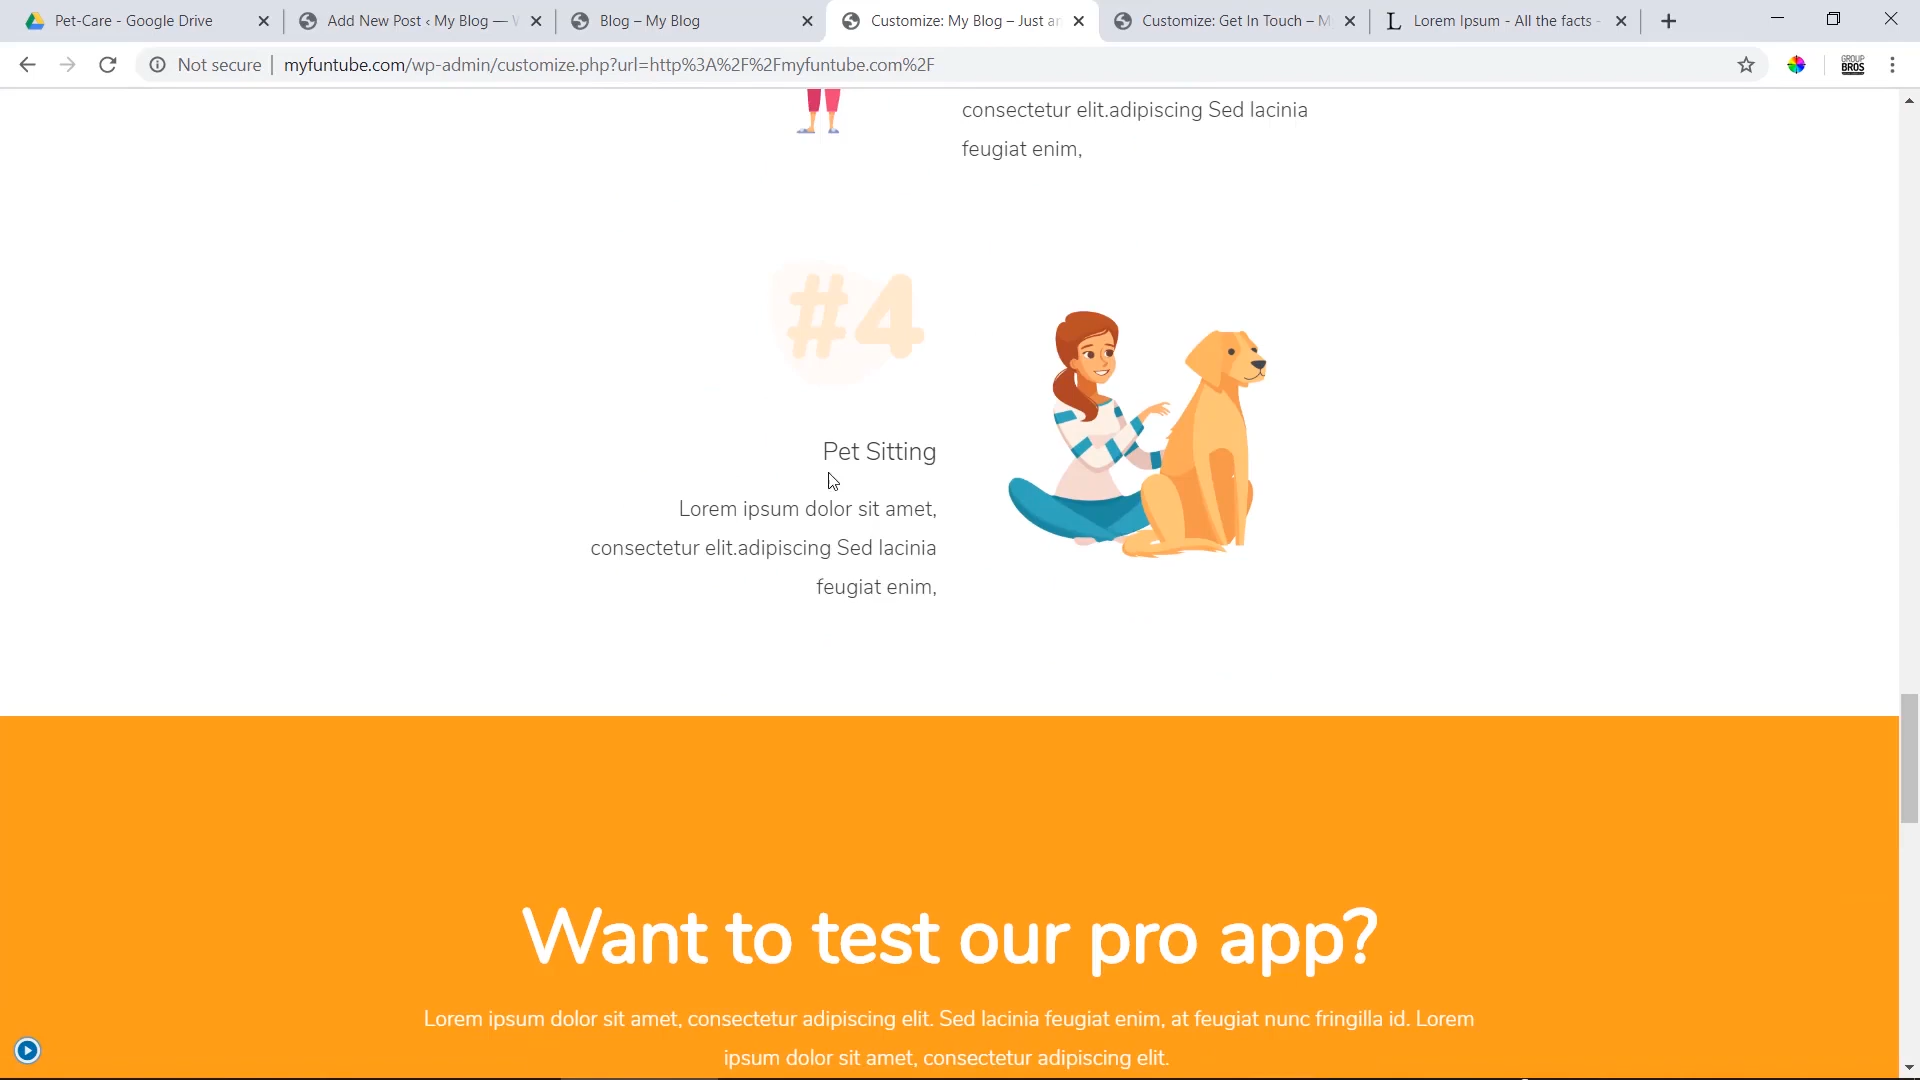 Pet-Care - Google Drive
Add New Post ‹ My Blog —
Blog – My Blog
Customize: My Blog – Just
Customize: Get In Touch –
Lorem Ipsum - All the facts -
Not secure
myfuntube.com/wp-admin/customize.php?url=http%3A%2F%2Fmyfuntube.com%2F
GROUP
BROS
consectetur elit.adipiscing Sed lacinia
feugiat enim,
#4
Pet Sitting
Lorem ipsum dolor sit amet,
consectetur elit.adipiscing Sed lacinia
feugiat enim,
Want to test our pro app?
Lorem ipsum dolor sit amet, consectetur adipiscing elit. Sed lacinia feugiat enim, at feugiat nunc fringilla id. Lorem
ipsum dolor sit amet, consectetur adipiscing elit.